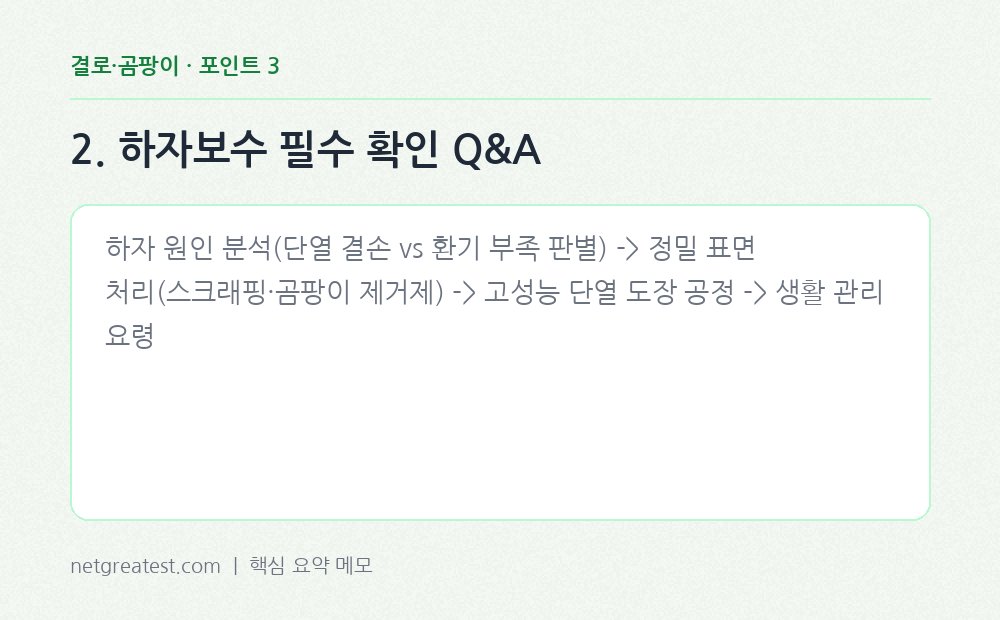 결로·곰팡이 · 포인트 3
2. 하자보수 필수 확인 Q&A
하자 원인 분석(단열 결손 vs 환기 부족 판별) -> 정밀 표면
처리(스크래핑·곰팡이 제거제) -> 고성능 단열 도장 공정 -> 생활 관리
요령
netgreatest.com | 핵심 요약 메모